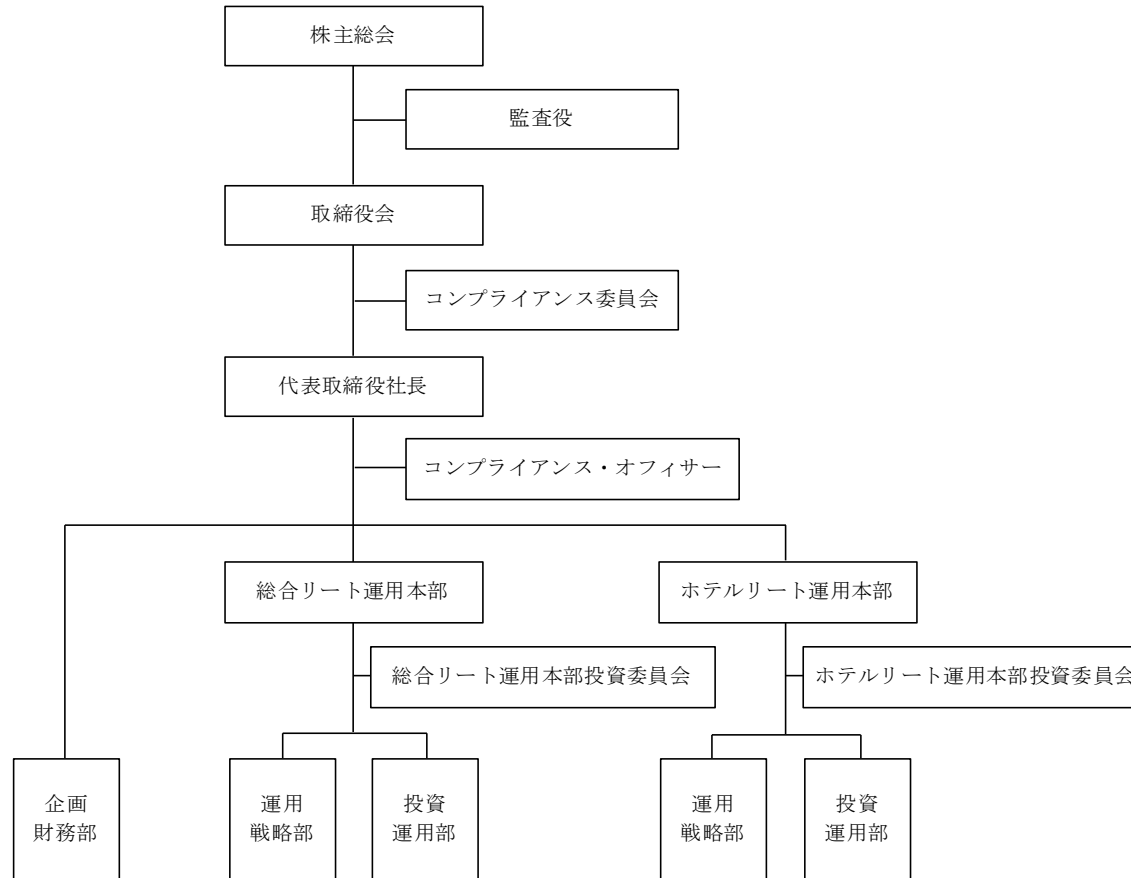 株主総会
監査役
取締役会
コンプライアンス委員会
代表取締役社長
コンプライアンス・オフィサー
総合リート運用本部
ホテルリート運用本部
総合リート運用本部投資委員会
ホテルリート運用本部投資委員会
企画
財務部
運用
戦略部
投資
運用部
運用
戦略部
投資
運用部